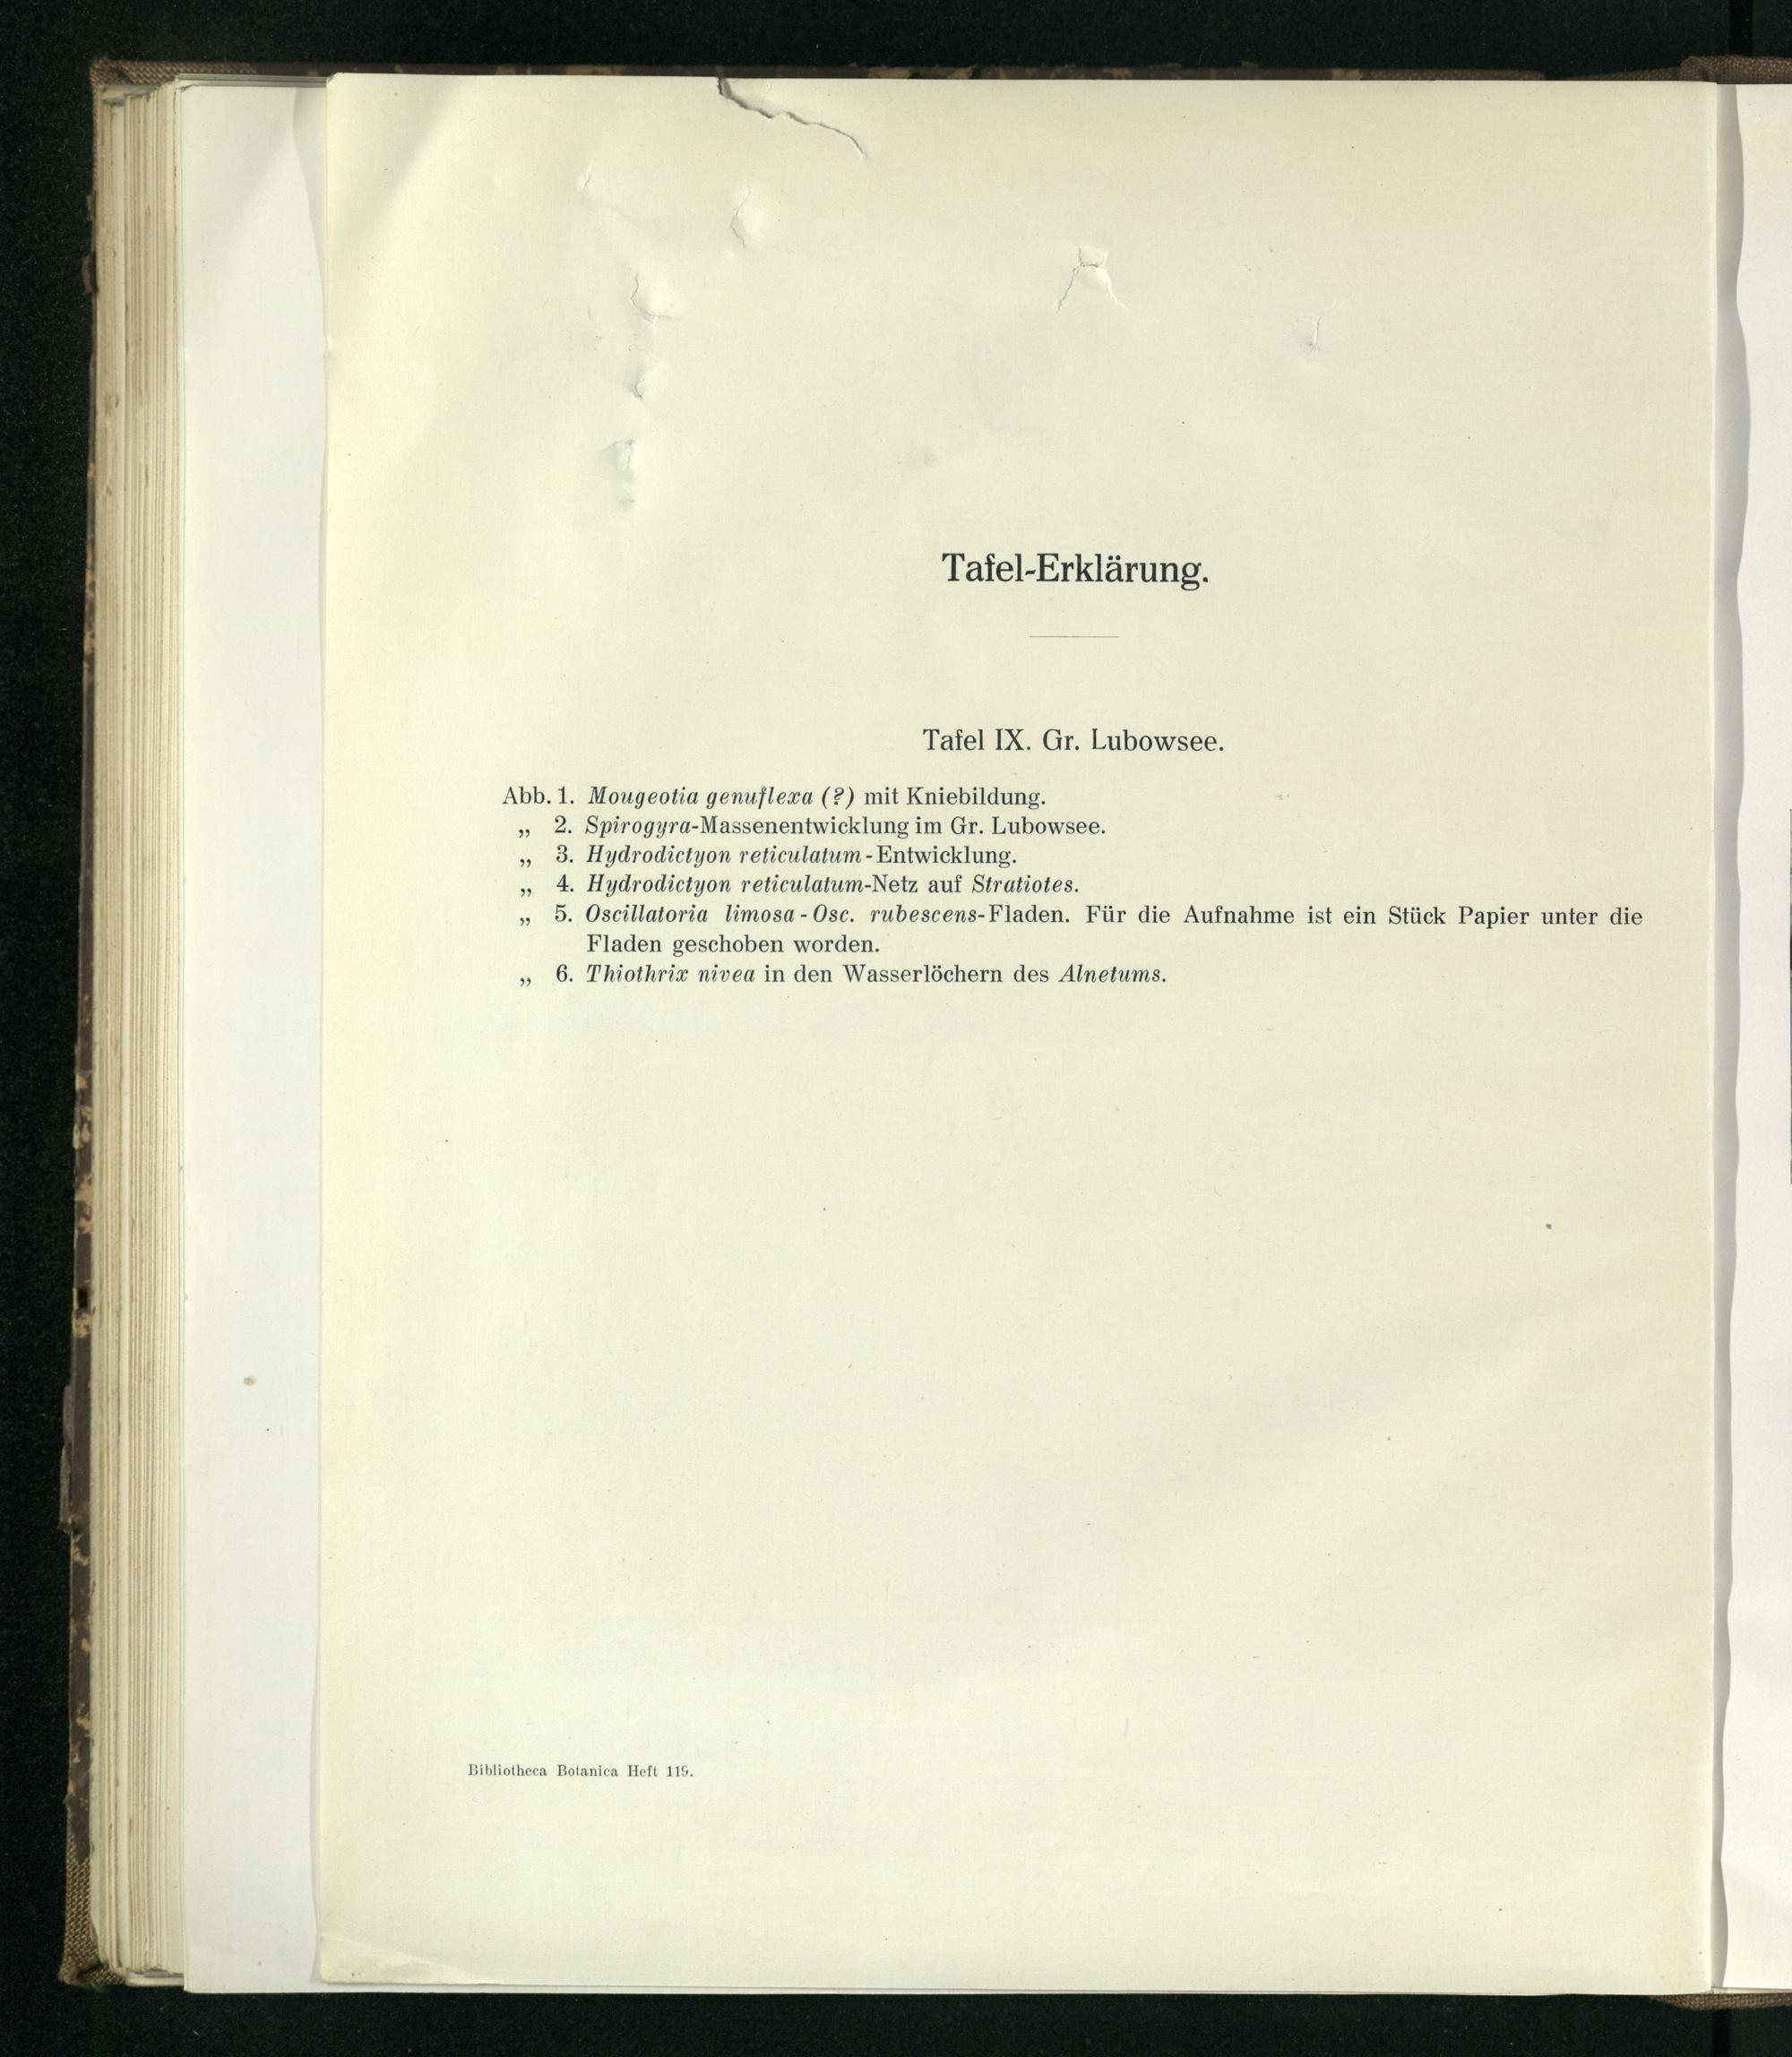 Tafel-Erklärung.
Tafel IX. Gr. Lubowsee.
Abb. 1. Mougeotia genuflexa (?) mit Kniebildung.
„ 2. Spirogyra-Massenentwicklung im Gr. Lubowsee.
„ 3. Hydrodictyon reticulatum-Entwicklung.
„ 4. Hydrodictyon reticulatum-Netz auf Stratiotes.
„ 5. Oscillatoria limosa-Osc. rubescens-Fladen. Für die Aufnahme ist ein Stück Papier unter die
Fladen geschoben worden.
„ 6. Thiothrix nivea in den Wasserlöchern des Alnetums.
Bibliotheca Botanica Heft 119.